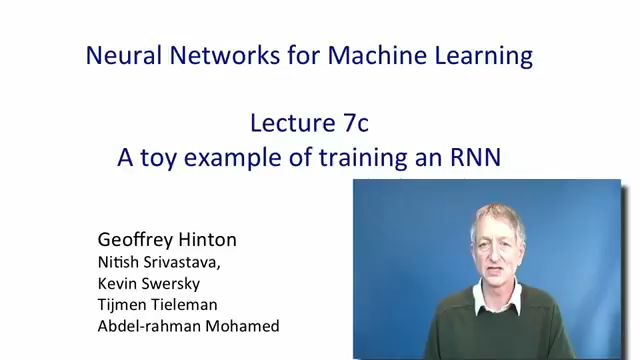 Neural Networks for Machine Learning
Lecture 7c
A toy example of training an RNN
Geoffrey Hinton
Nitish Srivastava,
Kevin Swersky
Tijmen Tieleman
Abdel-rahman Mohamed